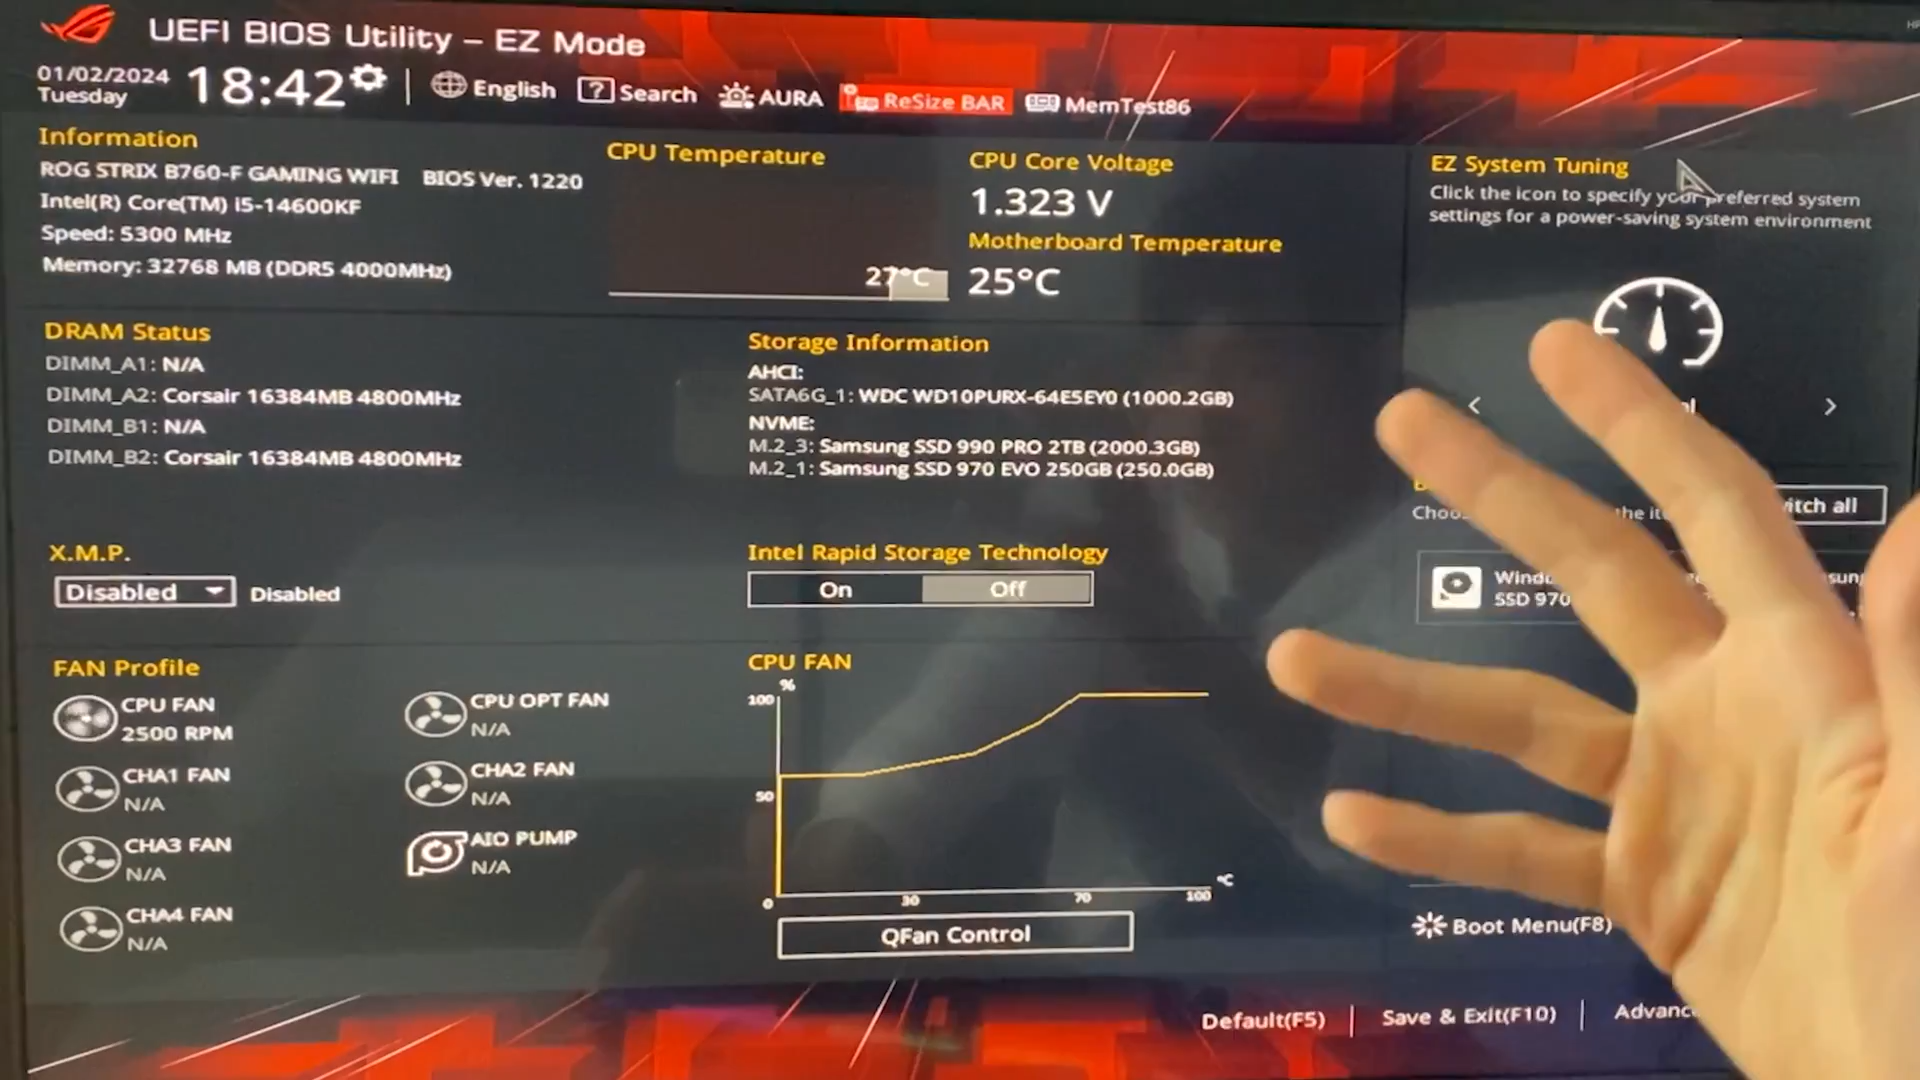 UEFI BIOS Utility – EZ Mode
01/02/2024
Tuesday
18:42
English
Search
AURA
ReSize BAR
MemTest86
Information
ROG STRIX B760-F GAMING WIFI BIOS Ver. 1220
Intel(R) Core(TM) i5-14600KF
Speed: 5300 MHz
Memory: 32768 MB (DDR5 4000MHz)
CPU Temperature
27°C
CPU Core Voltage
1.323 V
Motherboard Temperature
25°C
EZ System Tuning
Click the icon to specify your preferred system
settings for a power-saving system environment
DRAM Status
DIMM_A1: N/A
DIMM_A2: Corsair 16384MB 4800MHz
DIMM_B1: N/A
DIMM_B2: Corsair 16384MB 4800MHz
Storage Information
AHCI:
SATA6G_1: WDC WD10PURX-64E5EY0 (1000.2GB)
NVME:
M.2_3: Samsung SSD 990 PRO 2TB (2000.3GB)
M.2_1: Samsung SSD 970 EVO 250GB (250.0GB)
all
the
SSD 970
X.M.P.
Disabled Disabled
Intel Rapid Storage Technology
On Off
FAN Profile
CPU FAN
2500 RPM
CPU OPT FAN
N/A
CHA1 FAN
N/A
CHA2 FAN
N/A
CHA3 FAN
N/A
AIO PUMP
N/A
CHA4 FAN
N/A
CPU FAN
%
100
50
0
30
70
100
°C
QFan Control
Boot Menu(F8)
Default(F5)
Save & Exit(F10)